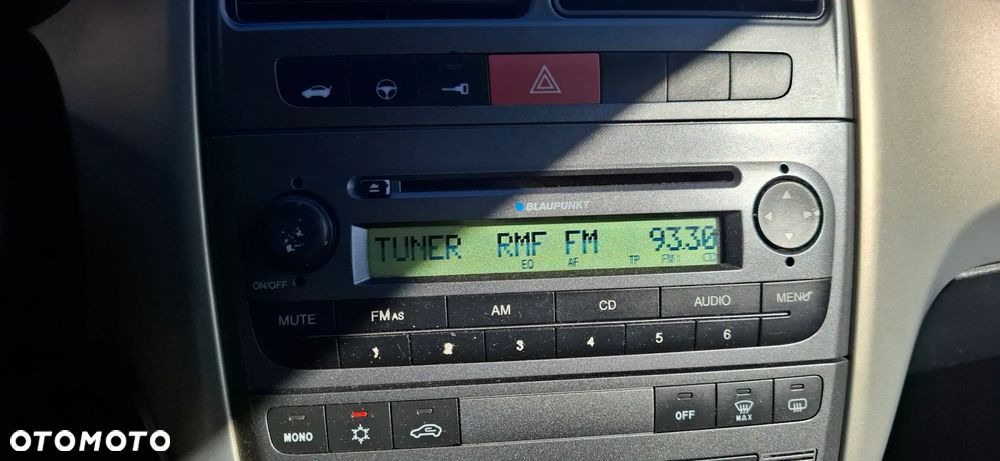 BLAUPUNKT
TUNER RMF FM 93.30
EQ AF TP FM1
ON/OFF
MUTE FMAS AM CD AUDIO MENU
1 2 3 4 5 6
MONO OFF MAX
OTOMOTO